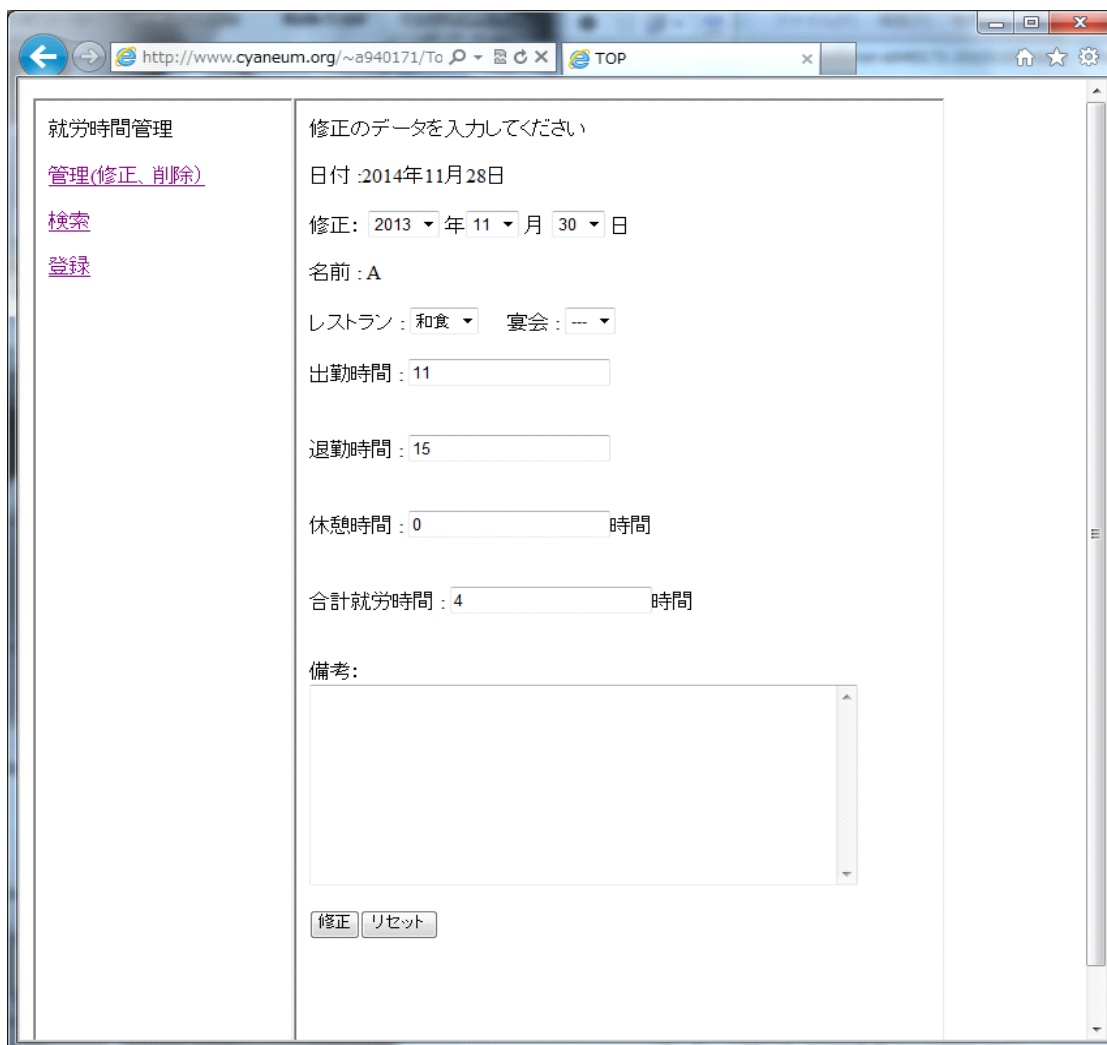 http://www.cyaneum.org/~a940171/To
TOP
就労時間管理
管理(修正、削除）
検索
登録
修正のデータを入力してください
日付 :2014年11月28日
修正： 2013 年 11 月 30 日
名前 : A
レストラン : 和食 宴会 : ---
出勤時間 : 11
退勤時間 : 15
休憩時間 : 0 時間
合計就労時間 : 4 時間
備考：
修正 リセット